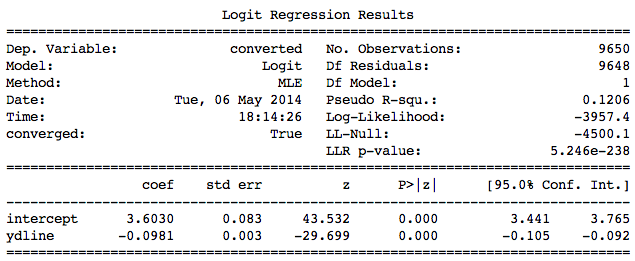 Logit Regression Results
==============================================================================
Dep. Variable: converted No. Observations: 9650
Model: Logit Df Residuals: 9648
Method: MLE Df Model: 1
Date: Tue, 06 May 2014 Pseudo R-squ.: 0.1206
Time: 18:14:26 Log-Likelihood: -3957.4
converged: True LL-Null: -4500.1
LLR p-value: 5.246e-238
==============================================================================
coef std err z P>|z| [95.0% Conf. Int.]
------------------------------------------------------------------------------
intercept 3.6030 0.083 43.532 0.000 3.441 3.765
ydline -0.0981 0.003 -29.699 0.000 -0.105 -0.092
==============================================================================